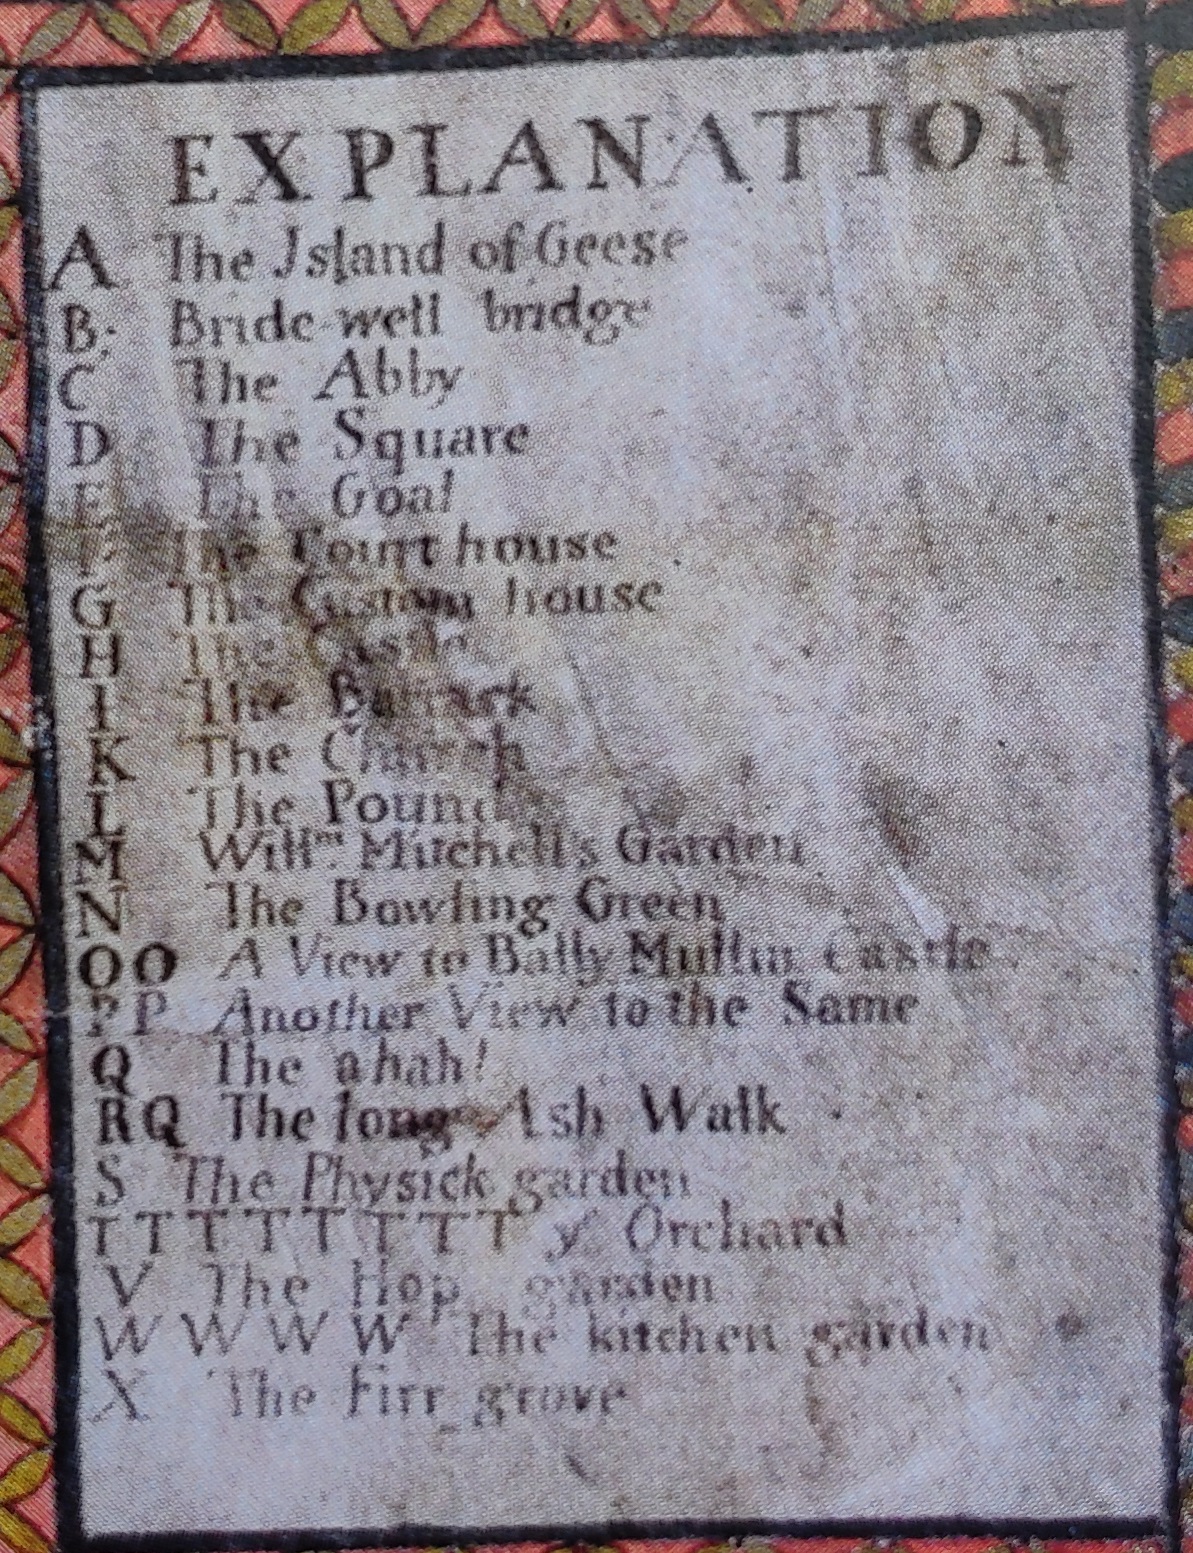 EXPLANATION
A The Jsland of Geese
B: Bride-well bridge
C The Abby
D The Square
E The Goal
F The Court house
G The Custom house
H The Castle
I The Barrack
K The Church
L The Pound
M Willm. Mitchell's Garden
N The Bowling Green
OO A View to Bally Mullin Castle
PP Another View to the Same
Q The ahah!
RQ The long Ash Walk
S The Physick garden
T T T T T T T T ye Orchard
V The Hop garden
W W W W The kitchen garden
X The Firr grove